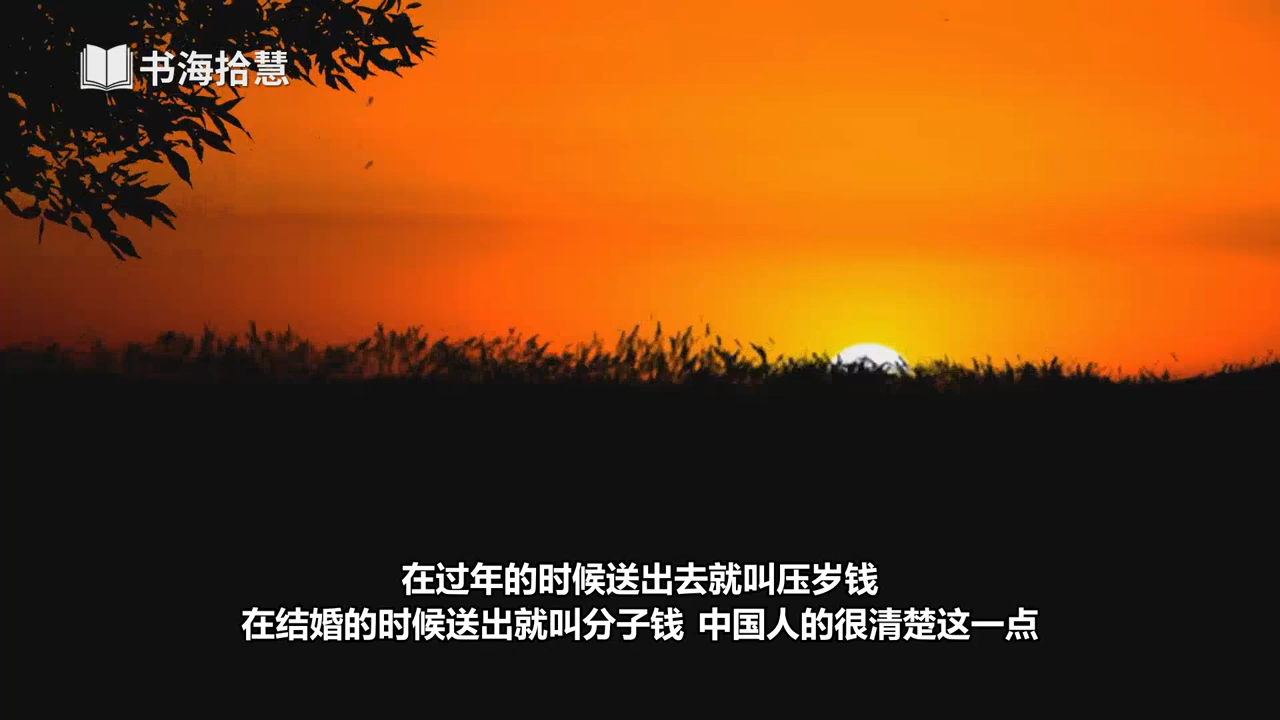 书海拾慧
在过年的时候送出去就叫压岁钱
在结婚的时候送出就叫分子钱 中国人的很清楚这一点